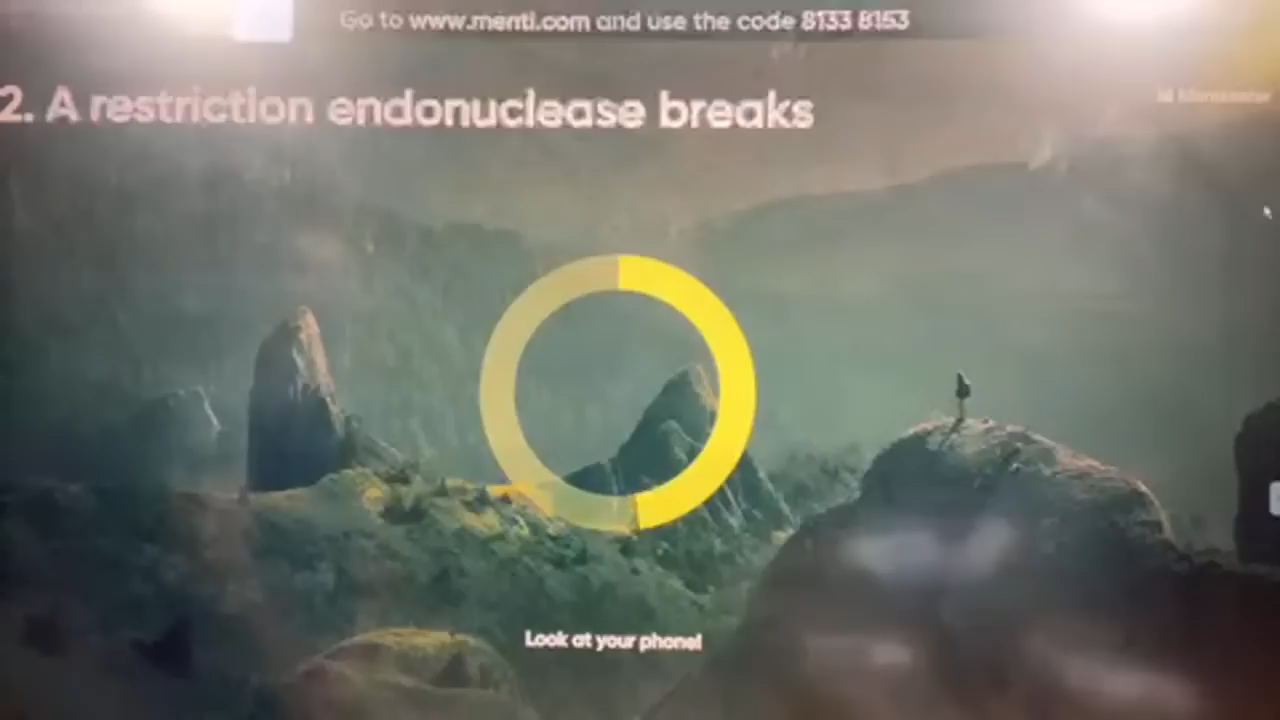 Go to www.menti.com and use the code 8133 8153
2. A restriction endonuclease breaks
Mentimeter
Look at your phone!